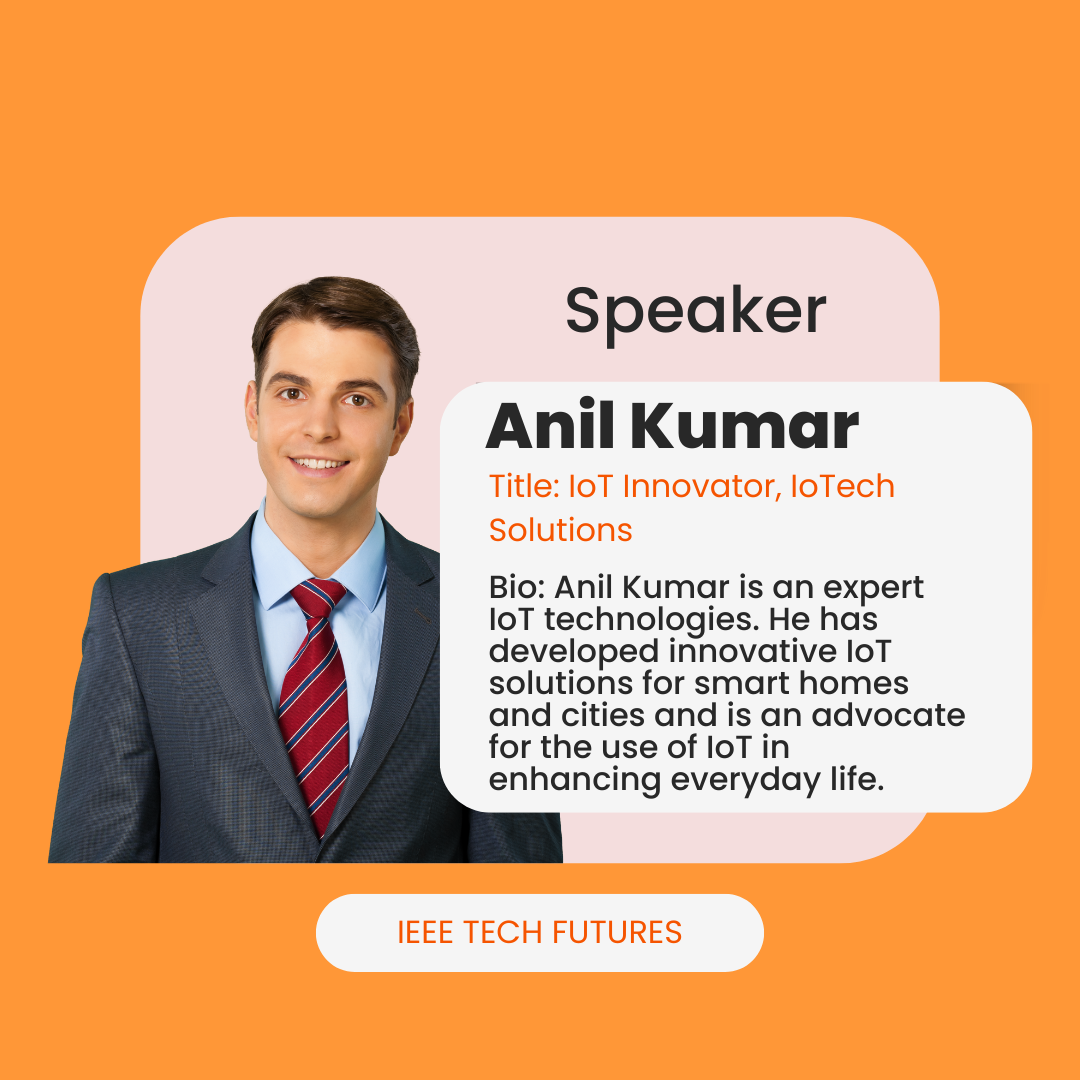 Speaker
Anil Kumar
Title: IoT Innovator, IoTech
Solutions
Bio: Anil Kumar is an expert
IoT technologies. He has
developed innovative IoT
solutions for smart homes
and cities and is an advocate
for the use of IoT in
enhancing everyday life.
IEEE TECH FUTURES